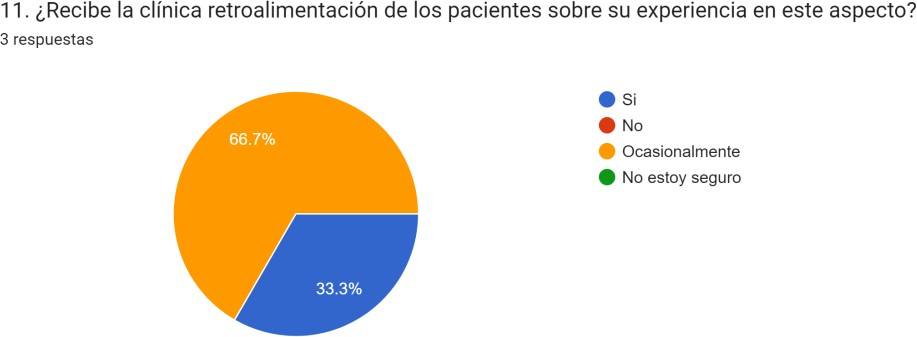 11. ¿Recibe la clínica retroalimentación de los pacientes sobre su experiencia en este aspecto?
3 respuestas
66.7%
33.3%
Si
No
Ocasionalmente
No estoy seguro